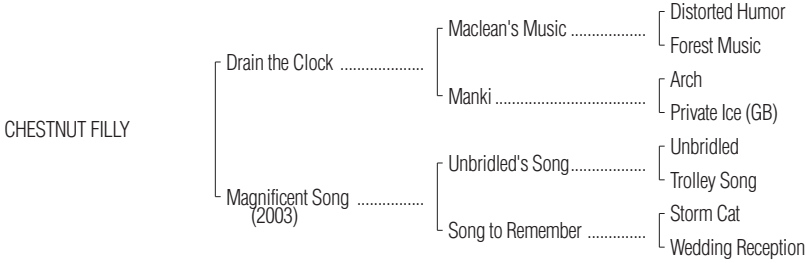 Distorted Humor
Maclean's Music ..................
Forest Music
Drain the Clock ....................
Arch
Manki ....................................
Private Ice (GB)
CHESTNUT FILLY
Unbridled
Unbridled's Song..................
Trolley Song
Magnificent Song ................
(2003)
Storm Cat
Song to Remember ..............
Wedding Reception